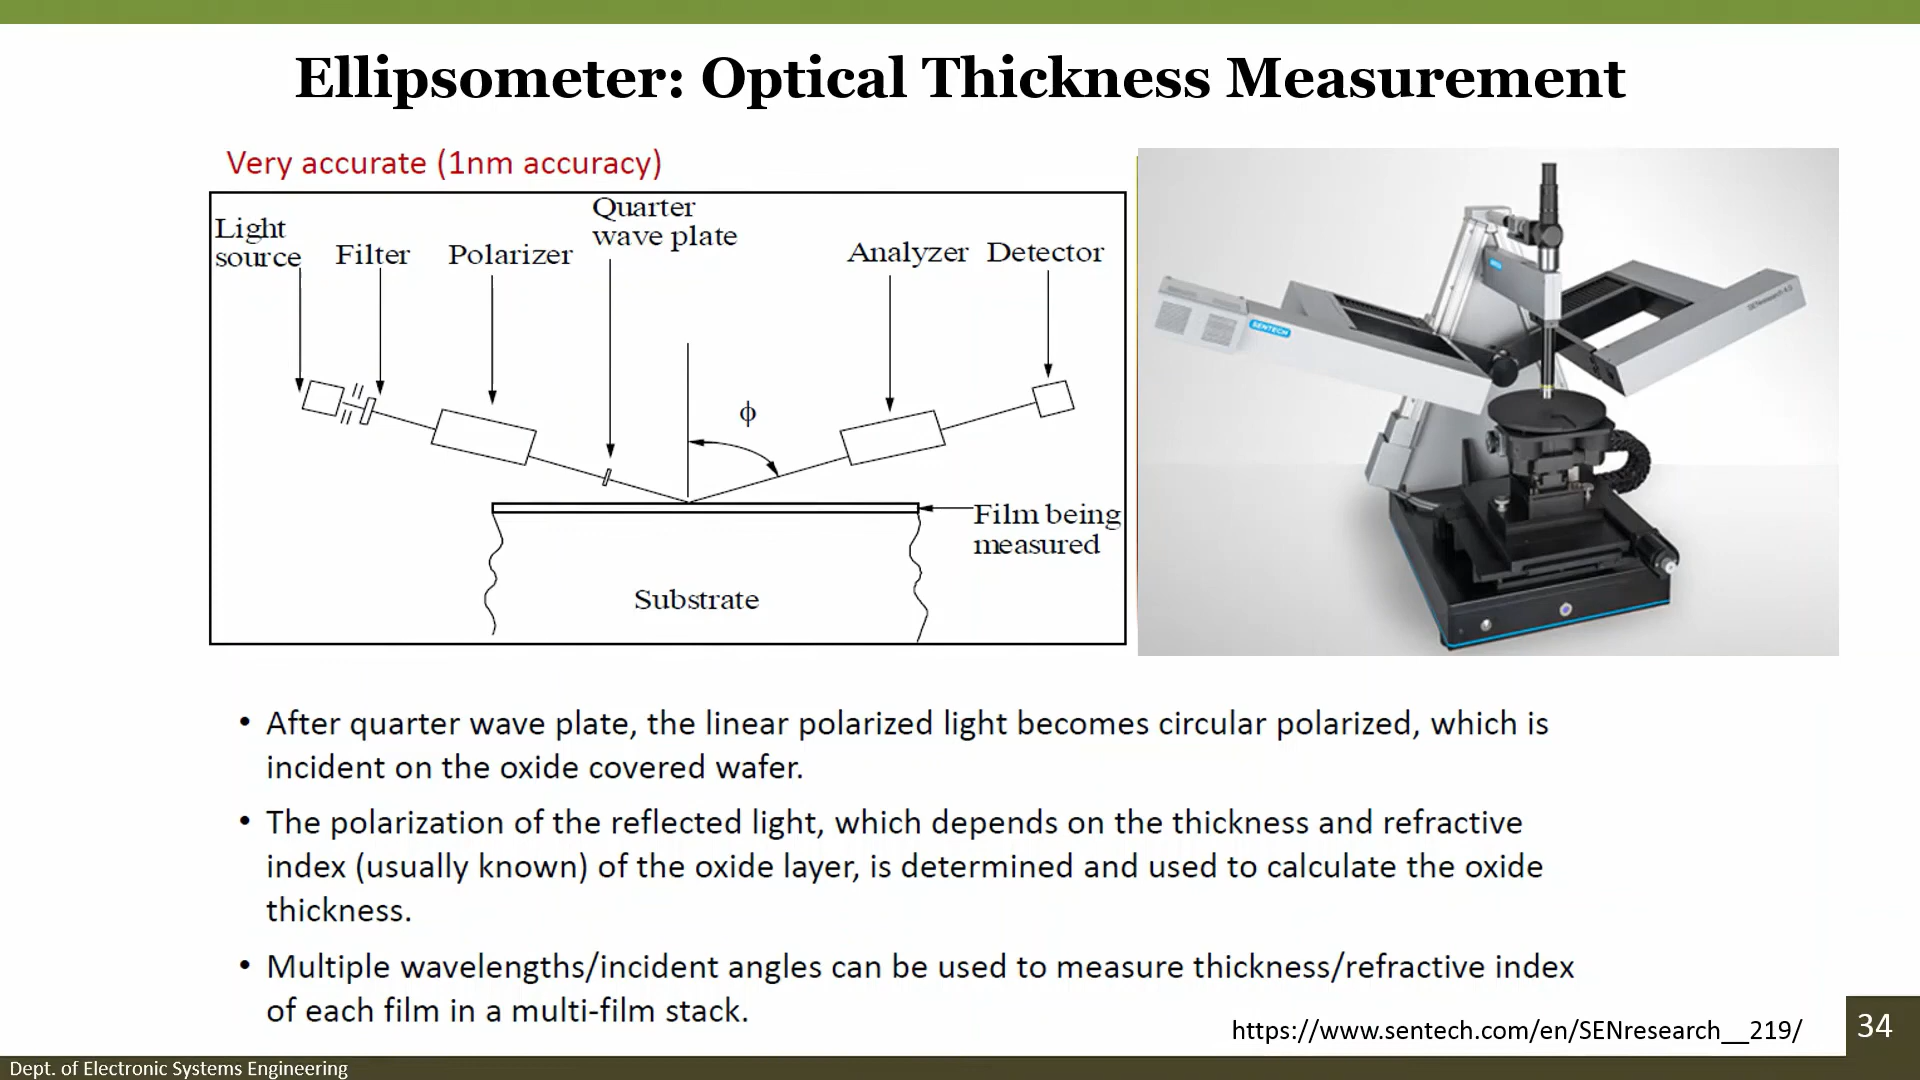 Ellipsometer: Optical Thickness Measurement
Very accurate (1nm accuracy)
Light
source
Filter
Polarizer
Quarter
wave plate
Analyzer
Detector
ϕ
Film being
measured
Substrate
SENTECH
• After quarter wave plate, the linear polarized light becomes circular polarized, which is
incident on the oxide covered wafer.
• The polarization of the reflected light, which depends on the thickness and refractive
index (usually known) of the oxide layer, is determined and used to calculate the oxide
thickness.
• Multiple wavelengths/incident angles can be used to measure thickness/refractive index
of each film in a multi-film stack.
https://www.sentech.com/en/SENresearch__219/
34
Dept. of Electronic Systems Engineering